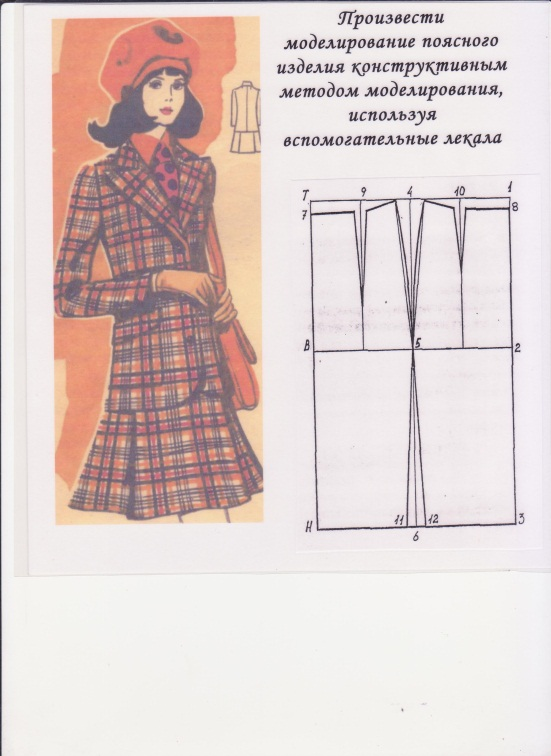 Произвести
моделирование поясного
изделия конструктивным
методом моделирования,
используя
вспомогательные лекала
Т 9 4 10 1
7 8
В 5 2
Н 11 12 3
6